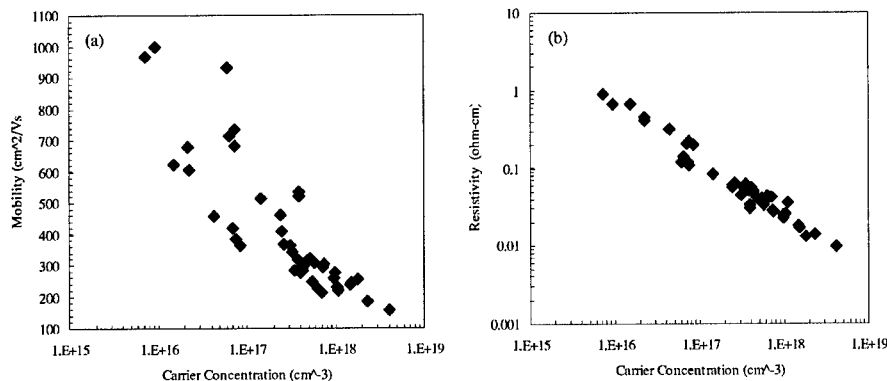 (a)
Mobility (cm^2/Vs)
1100
1000
900
800
700
600
500
400
300
200
100
1.E+15
1.E+16
1.E+17
1.E+18
1.E+19
Carrier Concentration (cm^-3)
(b)
Resistivity (ohm-cm)
10
1
0.1
0.01
0.001
1.E+15
1.E+16
1.E+17
1.E+18
1.E+19
Carrier Concentration (cm^-3)